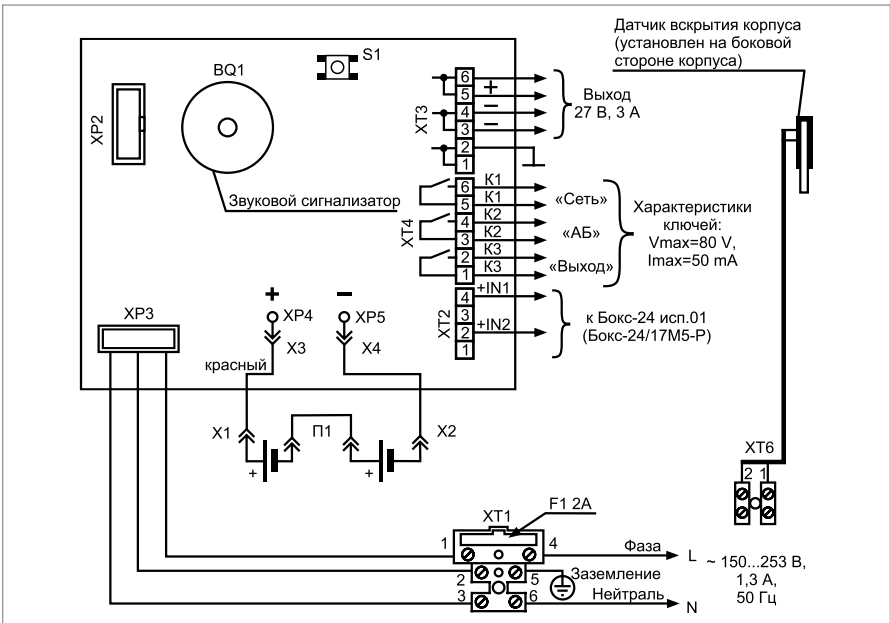 Датчик вскрытия корпуса
(установлен на боковой
стороне корпуса)
S1
BQ1
XP2
Звуковой сигнализатор
XT3
6
5
4
3
2
1
+
−
−
Выход
27 В, 3 А
XT4
6
5
4
3
2
1
K1
K1
K2
K2
K3
K3
«Сеть»
«АБ»
«Выход»
Характеристики
ключей:
Vmax=80 V,
Imax=50 mA
XT2
4
3
2
1
+IN1
+IN2
к Бокс-24 исп.01
(Бокс-24/17М5-Р)
XP3
+
−
XP4
XP5
X3
X4
красный
X1
П1
X2
+
+
XT6
2 1
F1 2A
XT1
1
4
2
5
3
6
Фаза
L
Заземление
Нейтраль
N
~ 150...253 В,
1,3 А,
50 Гц